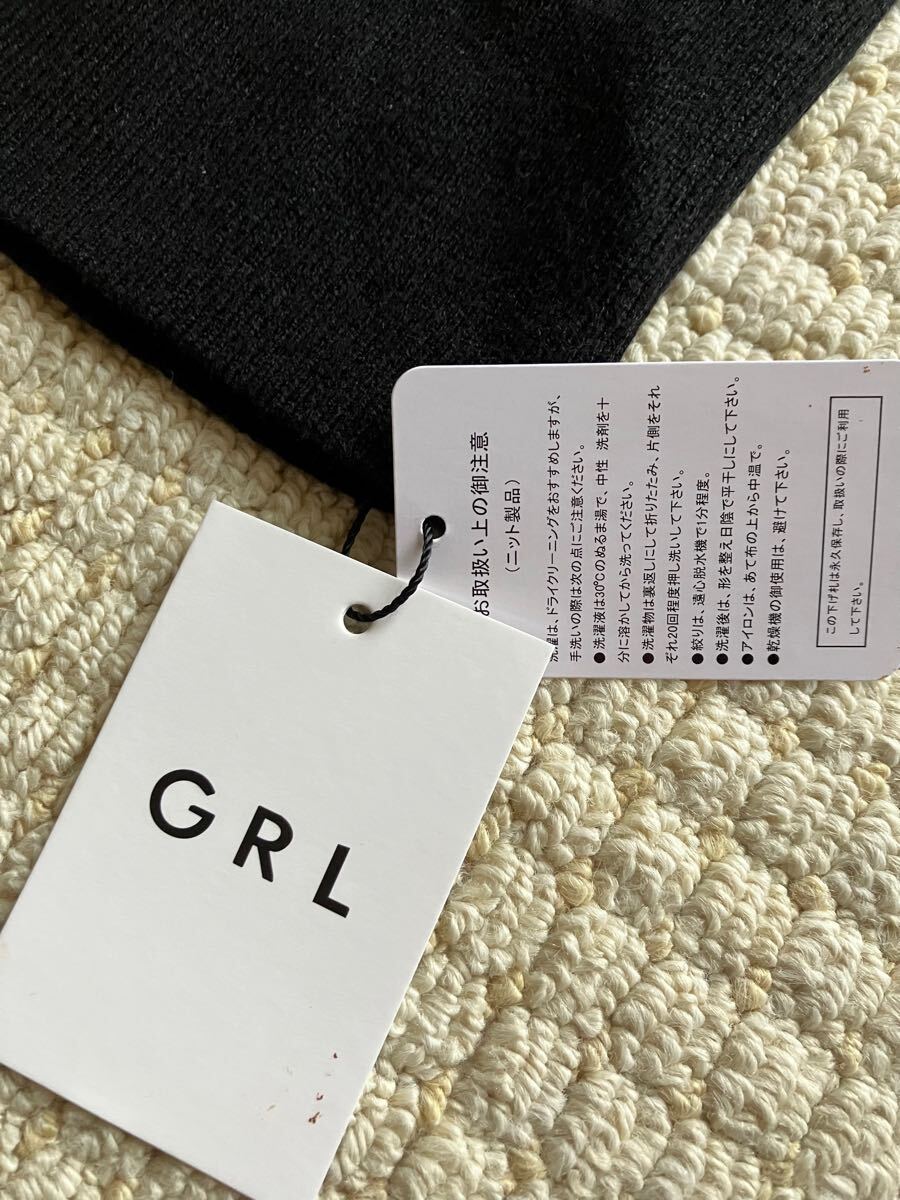 お取扱い上の御注意
（ニット製品）
洗濯は、ドライクリーニングをおすすめしますが、
手洗いの際は次の点にご注意ください。
●洗濯液は30℃のぬるま湯で、中性 洗剤を十
分に溶かしてから洗ってください。
●洗濯物は裏返しにして折りたたみ、片側をそれ
ぞれ20回程度押し洗いして下さい。
●絞りは、遠心脱水機で1分程度。
●洗濯後は、形を整え日陰で平干しにして下さい。
●アイロンは、あて布の上から中温で。
●乾燥機の御使用は、避けて下さい。
この下げ札は永久保存し、取扱いの際にご利用
して下さい。
GRL